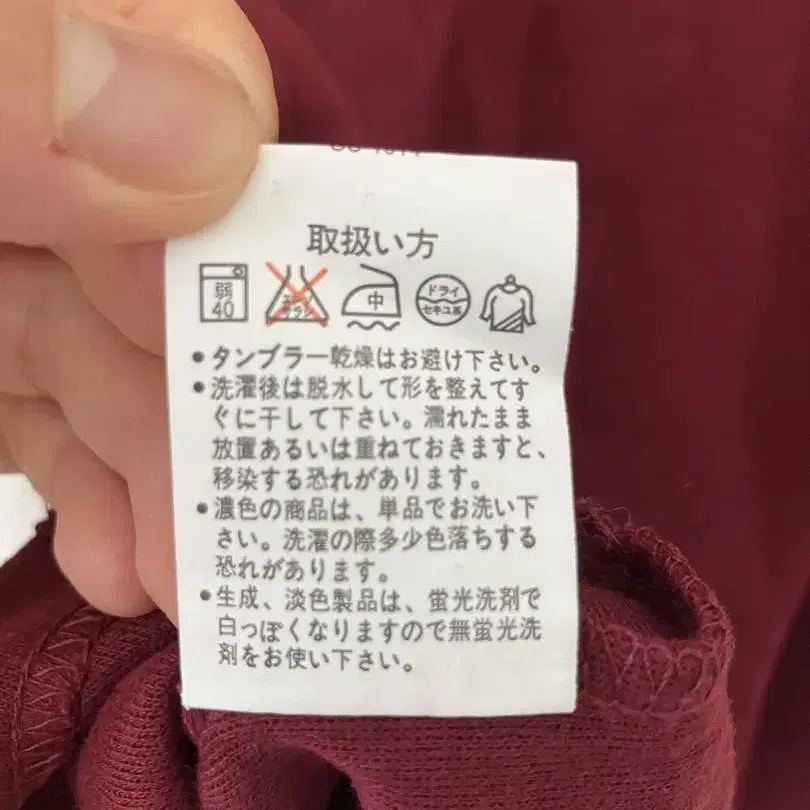 取扱い方
弱 40 エンソ サラシ 中 ドライ セキユ系
●タンブラー乾燥はお避け下さい。
●洗濯後は脱水して形を整えてす
ぐに干して下さい。濡れたまま
放置あるいは重ねておきますと、
移染する恐れがあります。
●濃色の商品は、単品でお洗い下
さい。洗濯の際多少色落ちする
恐れがあります。
●生成、淡色製品は、蛍光洗剤で
白っぽくなりますので無蛍光洗
剤をお使い下さい。